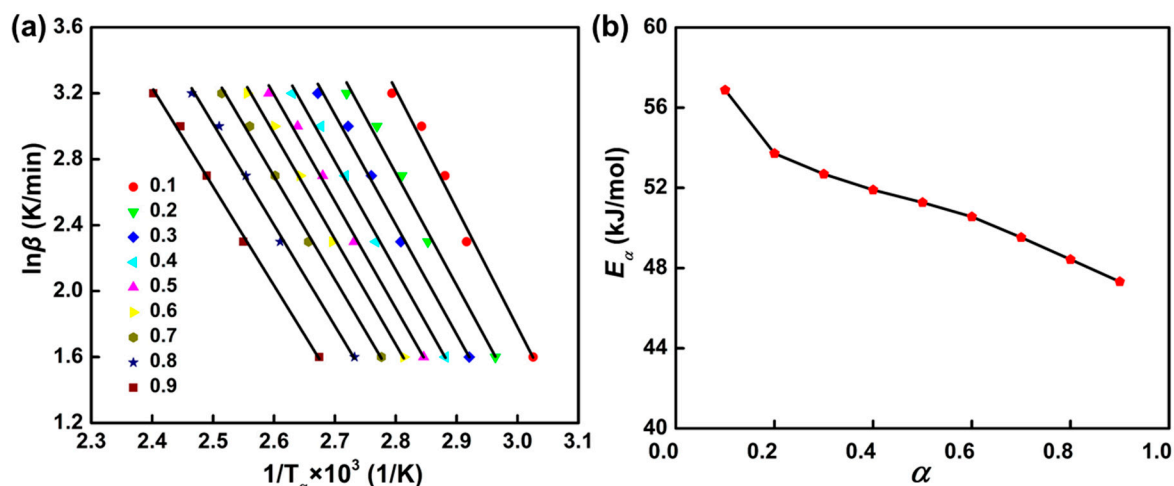 (a)
lnβ (K/min)
3.2
2.8
2.4
2.0
1.6
1.2
0.1
0.2
0.3
0.4
0.5
0.6
0.7
0.8
0.9
2.3 2.4 2.5 2.6 2.7 2.8 2.9 3.0 3.1
1/Tα×10³ (1/K)
(b)
Eα (kJ/mol)
60
56
52
48
44
40
0.0 0.2 0.4 0.6 0.8 1.0
α